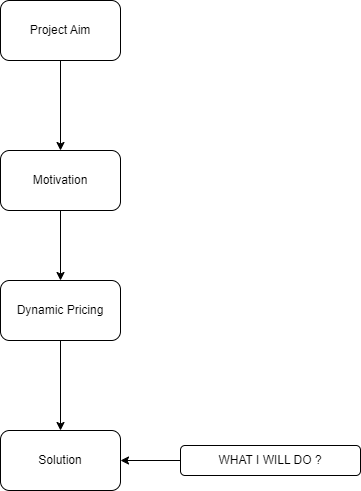 Project Aim
Motivation
Dynamic Pricing
Solution
WHAT I WILL DO ?